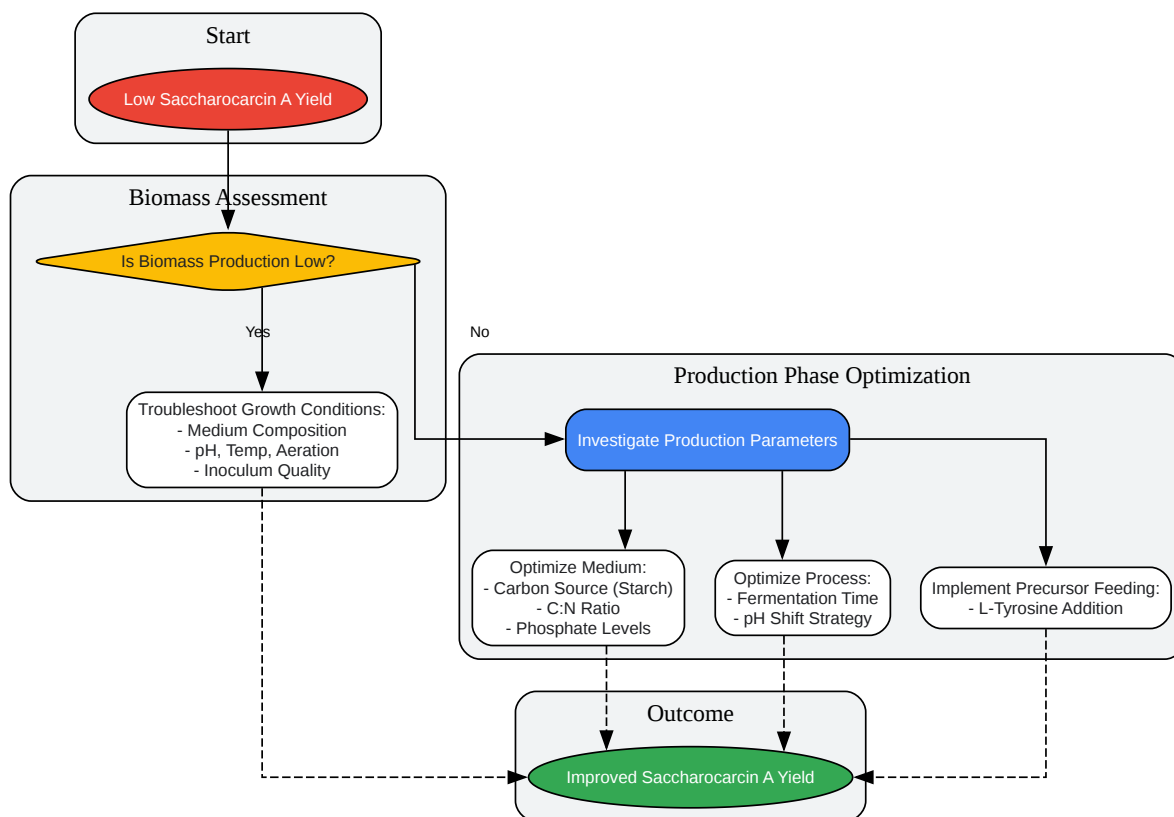 Start
Low Saccharocarcin A Yield
Biomass Assessment
Is Biomass Production Low?
Yes
No
Troubleshoot Growth Conditions:
- Medium Composition
- pH, Temp, Aeration
- Inoculum Quality
Production Phase Optimization
Investigate Production Parameters
Optimize Medium:
- Carbon Source (Starch)
- C:N Ratio
- Phosphate Levels
Optimize Process:
- Fermentation Time
- pH Shift Strategy
Implement Precursor Feeding:
- L-Tyrosine Addition
Outcome
Improved Saccharocarcin A Yield